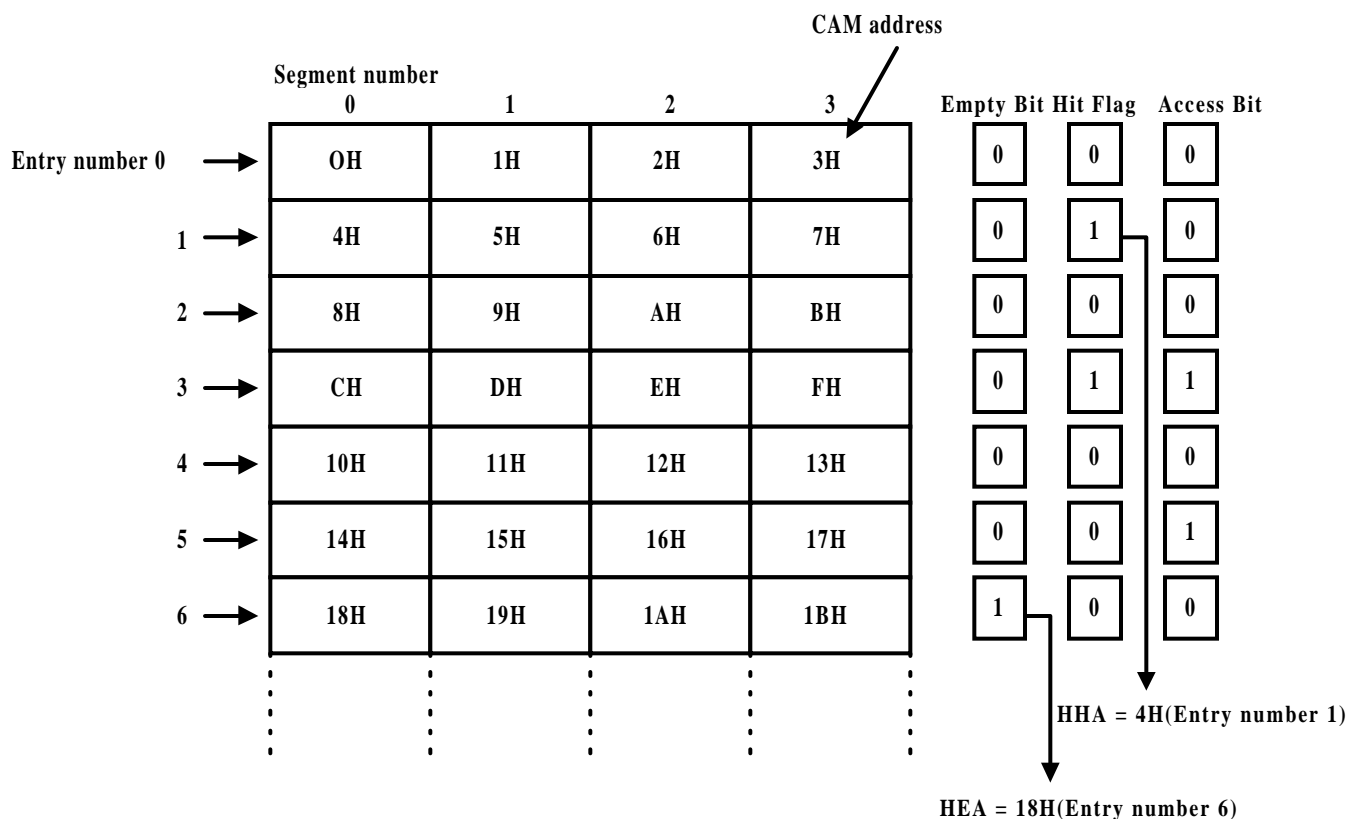 CAM address
Segment number
0 1 2 3 Empty Bit Hit Flag Access Bit
Entry number 0 OH 1H 2H 3H 0 0 0
1 4H 5H 6H 7H 0 1 0
2 8H 9H AH BH 0 0 0
3 CH DH EH FH 0 1 1
4 10H 11H 12H 13H 0 0 0
5 14H 15H 16H 17H 0 0 1
6 18H 19H 1AH 1BH 1 0 0
HHA = 4H(Entry number 1)
HEA = 18H(Entry number 6)